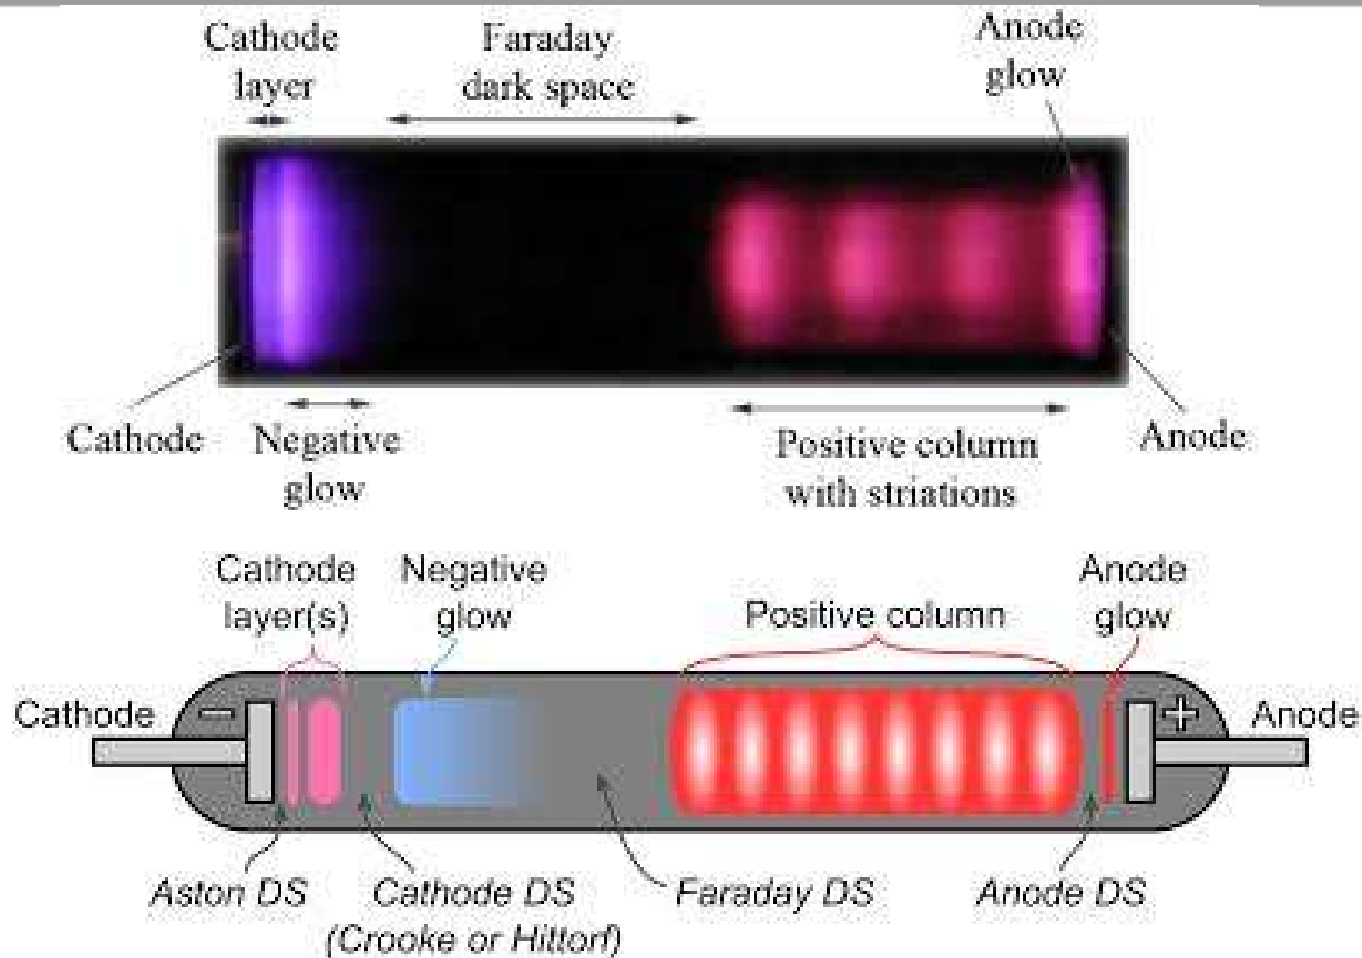 Cathode
layer
Faraday
dark space
Anode
glow
Cathode
Negative
glow
Positive column
with striations
Anode
Cathode
layer(s)
Negative
glow
Positive column
Anode
glow
Cathode
−
+
Anode
Aston DS
Cathode DS
(Crooke or Hittorf)
Faraday DS
Anode DS